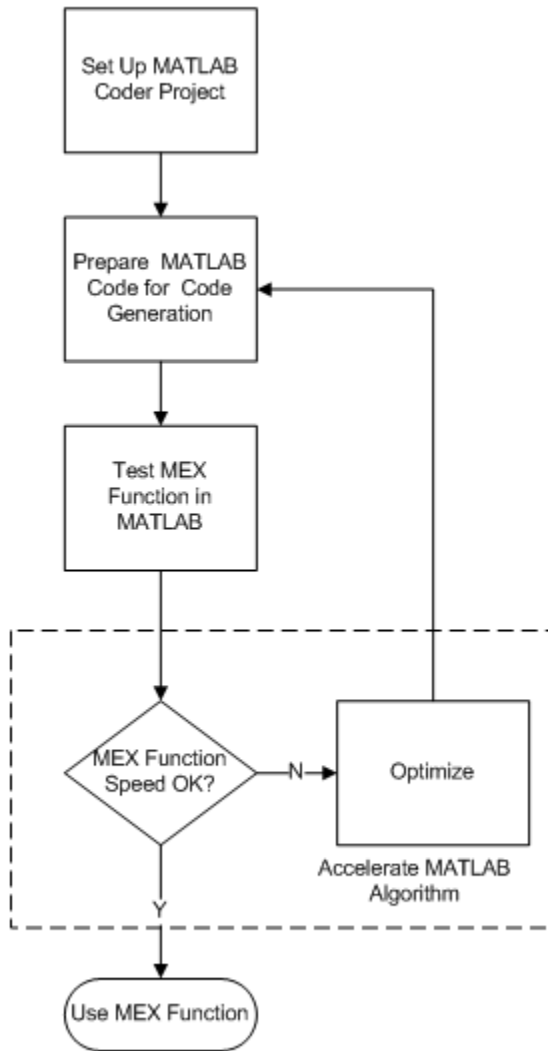 Set Up MATLAB
Coder Project
Prepare MATLAB
Code for Code
Generation
Test MEX
Function in
MATLAB
MEX Function
Speed OK?
N
Optimize
Accelerate MATLAB
Algorithm
Y
Use MEX Function